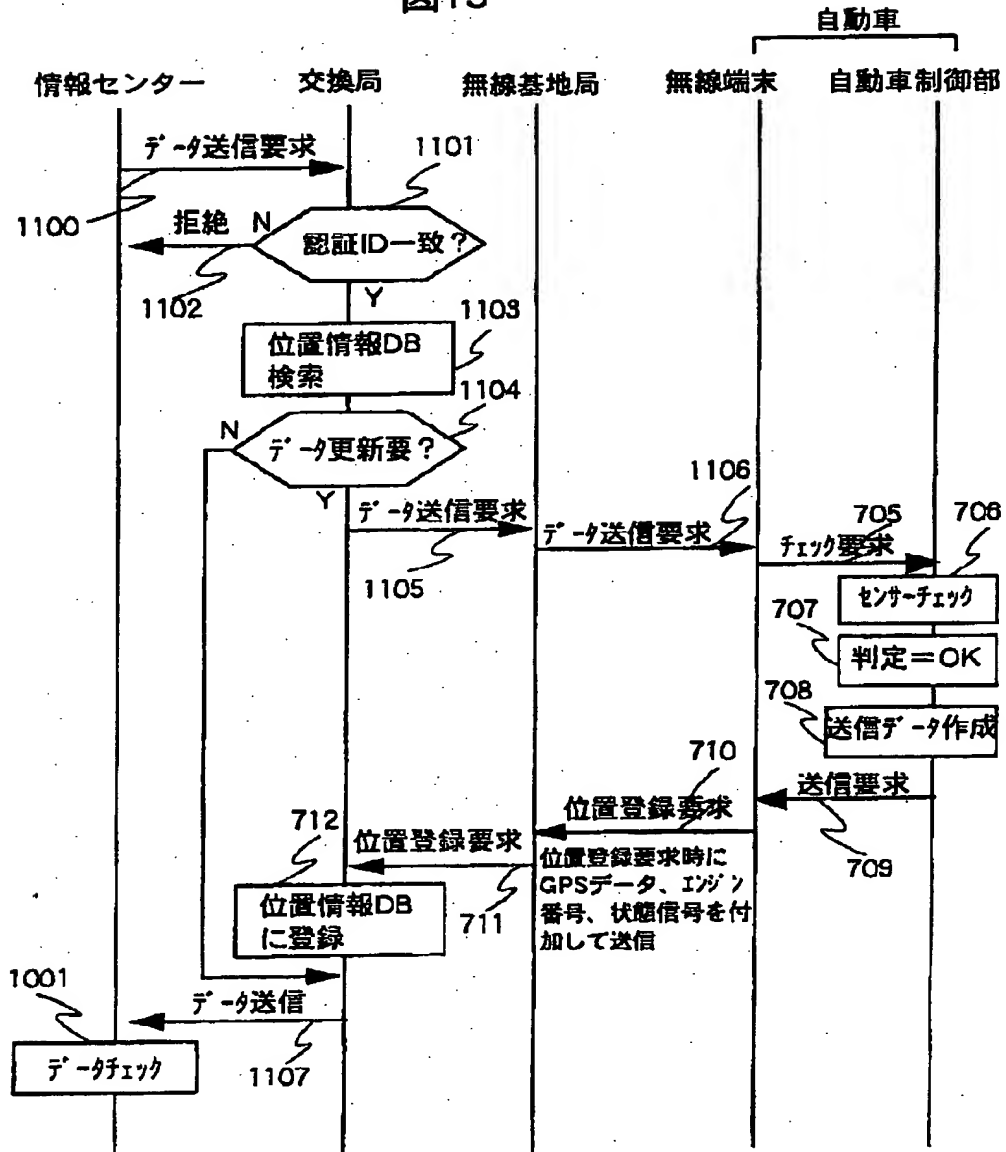 図13
自動車
情報センター
交換局
無線基地局
無線端末
自動車制御部
データ送信要求
1101
1100
拒絶
N
認証ID一致？
1102
Y
1103
位置情報DB
検索
1104
N
データ更新要？
Y
1106
データ送信要求
データ送信要求
705
706
チェック要求
1105
センサーチェック
707
判定＝OK
708
送信データ作成
710
送信要求
位置登録要求
712
位置登録要求
709
位置登録要求時に
GPSデータ、エンジン
番号、状態信号を付
加して送信
位置情報DB
に登録
711
1001
データ送信
データチェック
1107